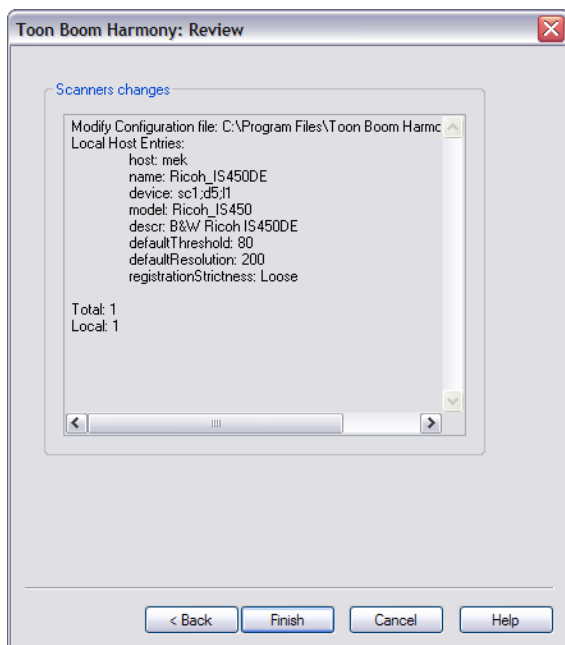 Toon Boom Harmony: Review
Scanners changes
Modify Configuration file: C:\Program Files\Toon Boom Harmo
Local Host Entries:
host: mek
name: Ricoh_IS450DE
device: sc1;d5;l1
model: Ricoh_IS450
descr: B&W Ricoh IS450DE
defaultThreshold: 80
defaultResolution: 200
registrationStrictness: Loose
Total: 1
Local: 1
< Back Finish Cancel Help